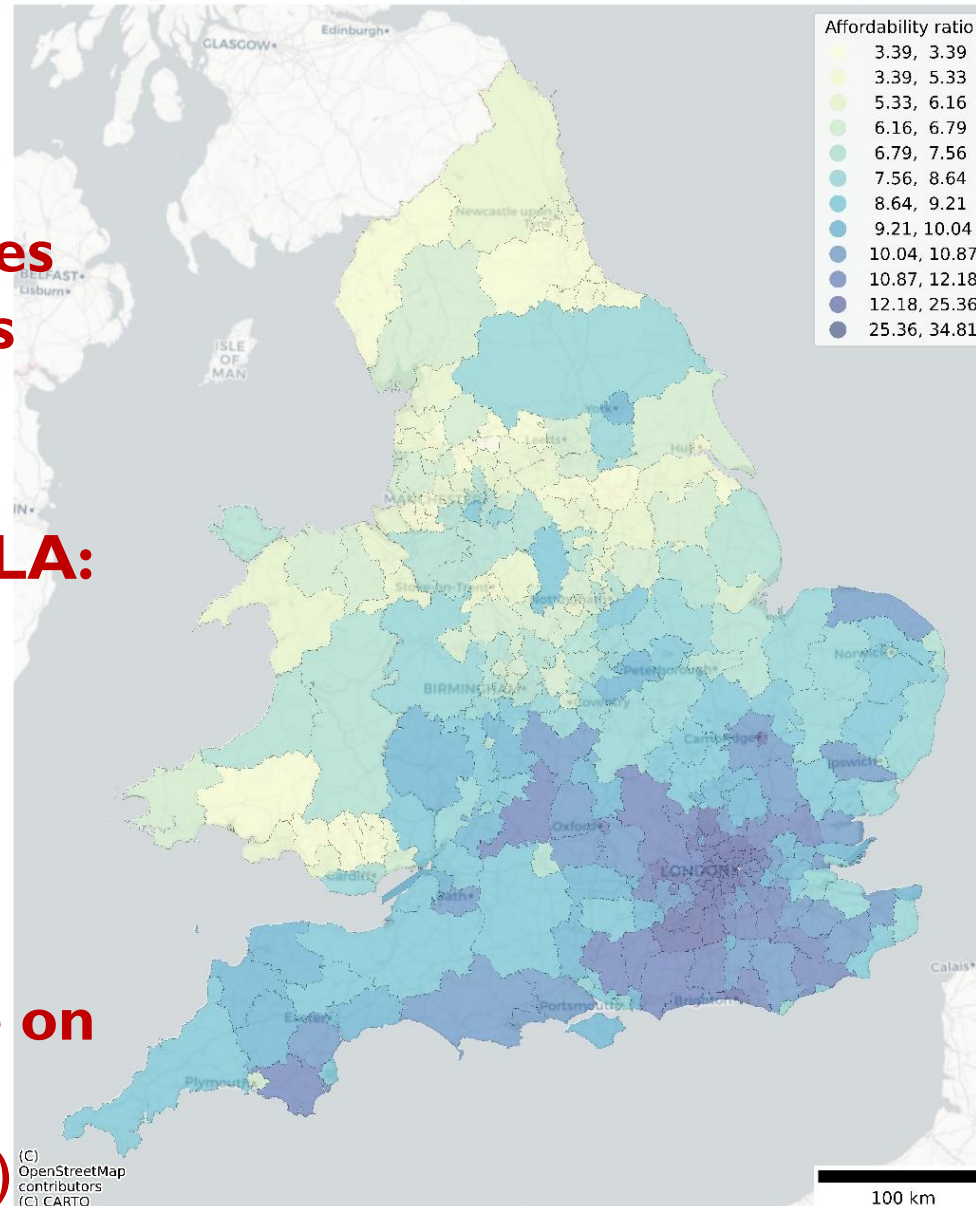 es
s
LA:
on
)
Affordability ratio
3.39, 3.39
3.39, 5.33
5.33, 6.16
6.16, 6.79
6.79, 7.56
7.56, 8.64
8.64, 9.21
9.21, 10.04
10.04, 10.87
10.87, 12.18
12.18, 25.36
25.36, 34.81
Edinburgh
GLASGOW
Newcastle upon
Tyne
BELFAST
Lisburn
ISLE
OF
MAN
York
Leeds
Hull
MANCHESTER
IN
Stoke-on-Trent
Nottingham
Norwich
Peterborough
BIRMINGHAM
Coventry
Cambridge
Ipswich
Oxford
LONDON
Cardiff
Bath
Calais
Portsmouth
Brighton
Exeter
Plymouth
(C)
OpenStreetMap
contributors
(C) CARTO
100 km